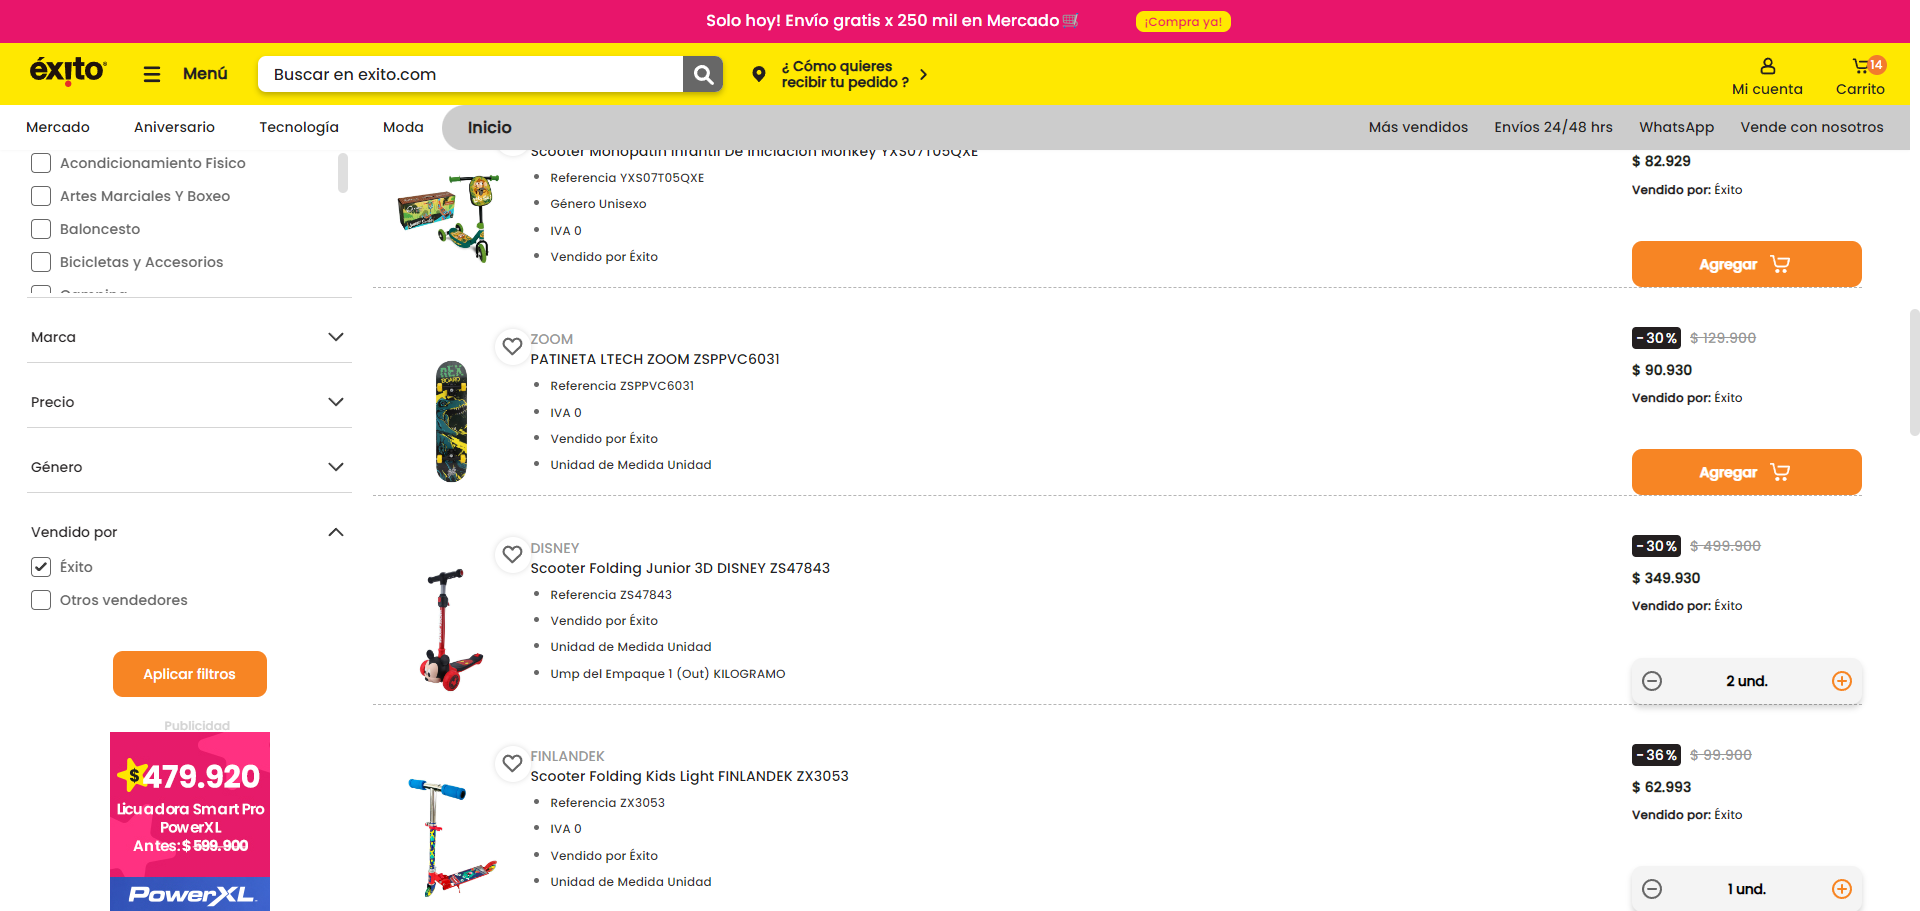 Solo hoy! Envío gratis x 250 mil en Mercado
¡Compra ya!
éxito
Menú
Buscar en exito.com
¿ Cómo quieres
recibir tu pedido ?
Mi cuenta
14
Carrito
Mercado
Aniversario
Tecnología
Moda
Inicio
Más vendidos
Envíos 24/48 hrs
WhatsApp
Vende con nosotros
Acondicionamiento Fisico
Artes Marciales Y Boxeo
Baloncesto
Bicicletas y Accesorios
Camping
Marca
Precio
Género
Vendido por
Éxito
Otros vendedores
Aplicar filtros
Publicidad
$479.920
Licuadora Smart Pro
PowerXL
Antes: $ 599.900
PowerXL
Scooter Monopatín Infantil De Iniciación Monkey YXS07T05QXE
Referencia YXS07T05QXE
Género Unisexo
IVA 0
Vendido por Éxito
$ 82.929
Vendido por: Éxito
Agregar
ZOOM
PATINETA LTECH ZOOM ZSPPVC6031
Referencia ZSPPVC6031
IVA 0
Vendido por Éxito
Unidad de Medida Unidad
-30% $ 129.900
$ 90.930
Vendido por: Éxito
Agregar
DISNEY
Scooter Folding Junior 3D DISNEY ZS47843
Referencia ZS47843
Vendido por Éxito
Unidad de Medida Unidad
Ump del Empaque 1 (Out) KILOGRAMO
-30% $ 499.900
$ 349.930
Vendido por: Éxito
2 und.
FINLANDEK
Scooter Folding Kids Light FINLANDEK ZX3053
Referencia ZX3053
IVA 0
Vendido por Éxito
Unidad de Medida Unidad
-36% $ 99.900
$ 62.993
Vendido por: Éxito
1 und.